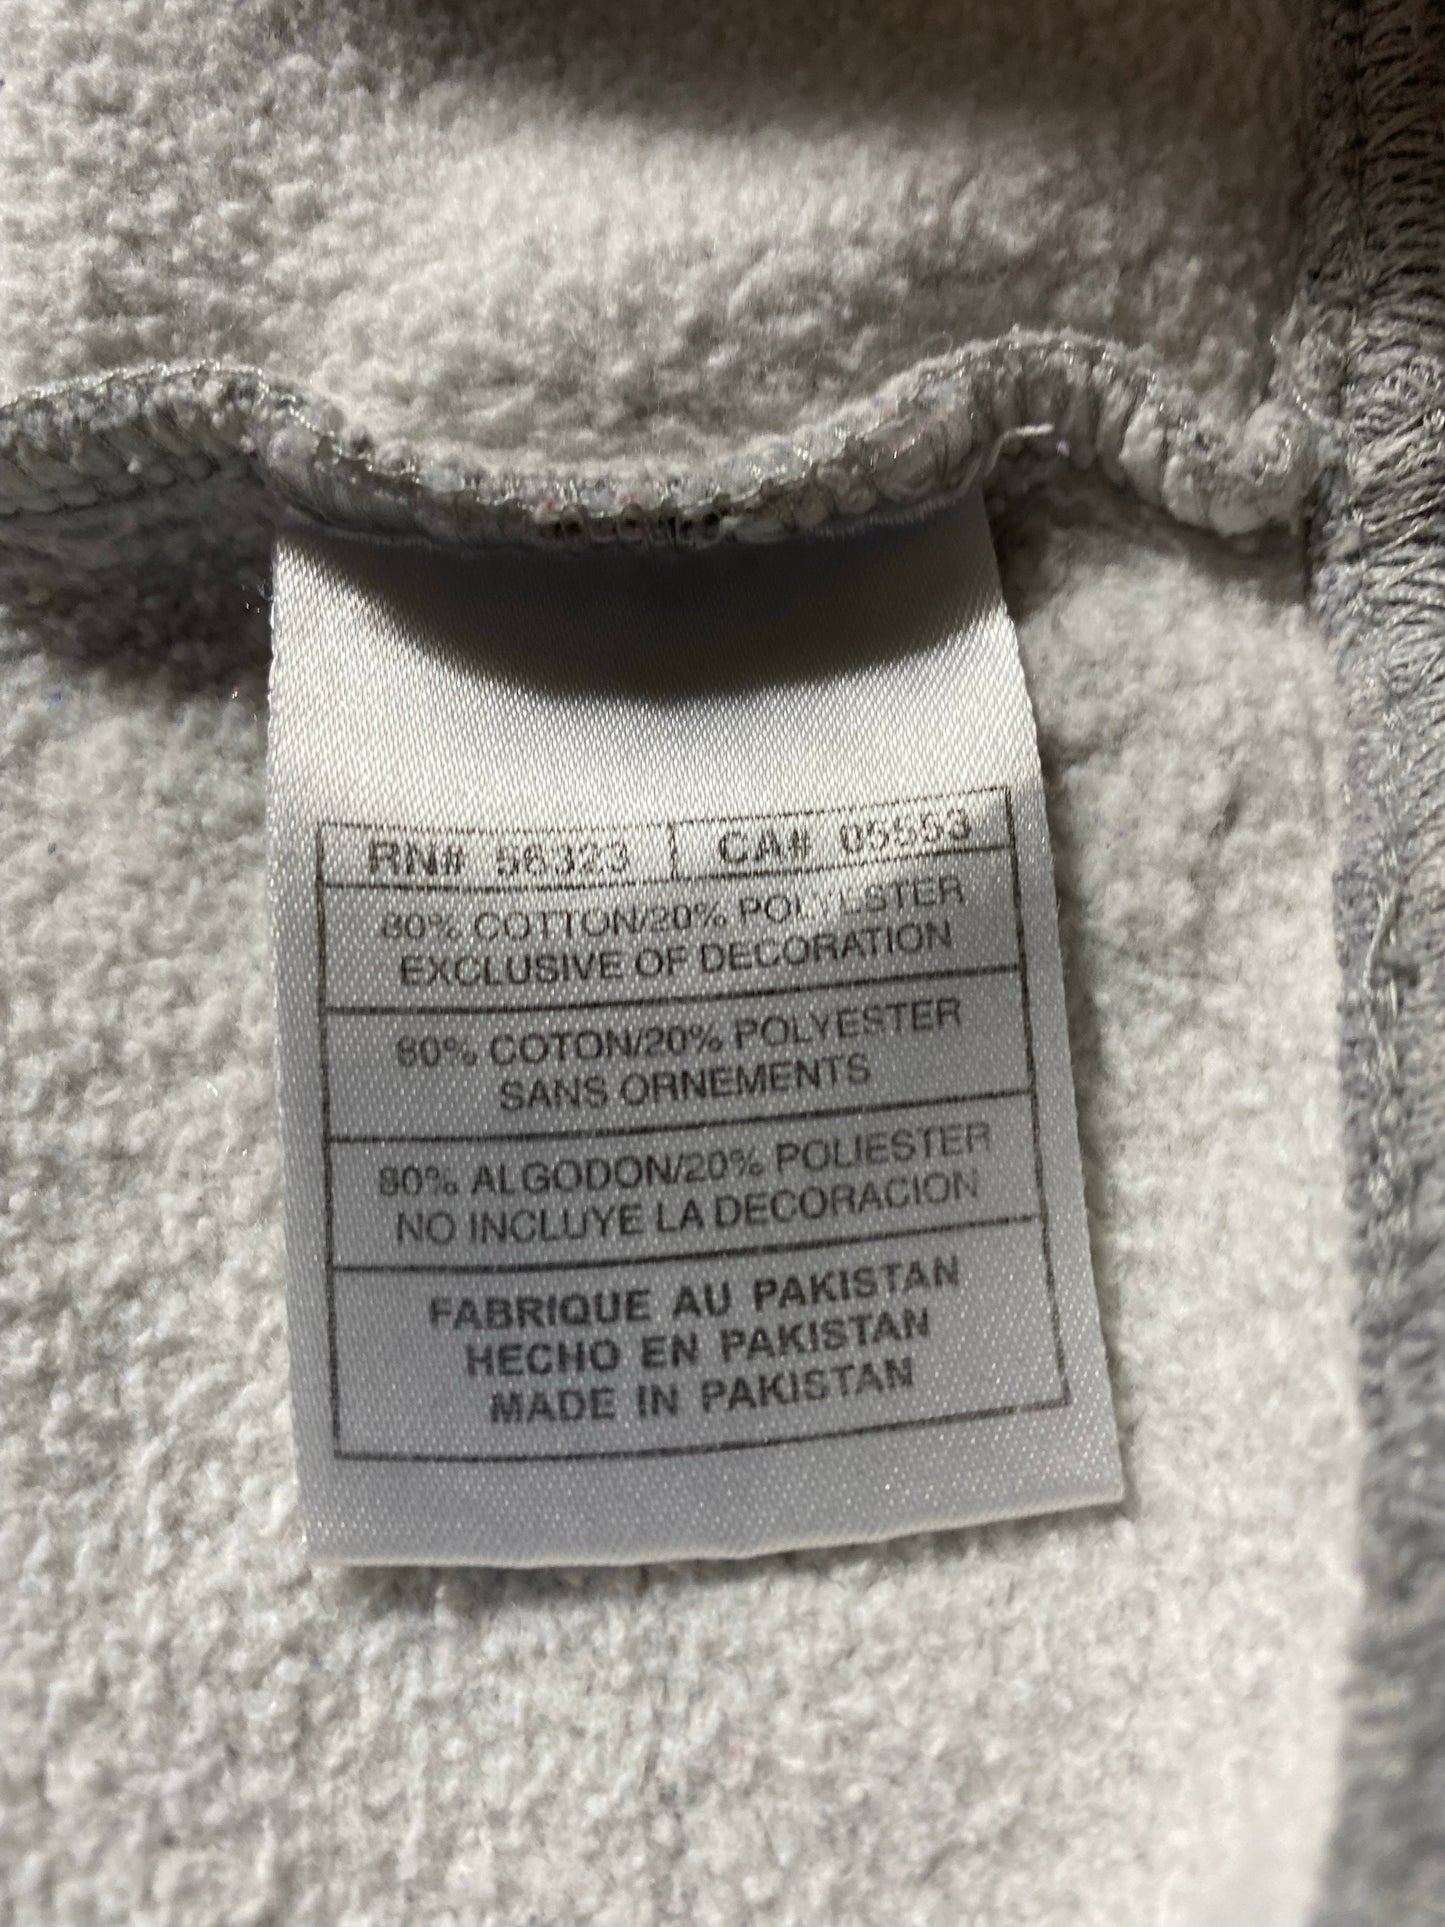 RN# 56323 CA# 05553
80% COTTON/20% POLYESTER
EXCLUSIVE OF DECORATION
80% COTON/20% POLYESTER
SANS ORNEMENTS
80% ALGODON/20% POLIESTER
NO INCLUYE LA DECORACION
FABRIQUE AU PAKISTAN
HECHO EN PAKISTAN
MADE IN PAKISTAN